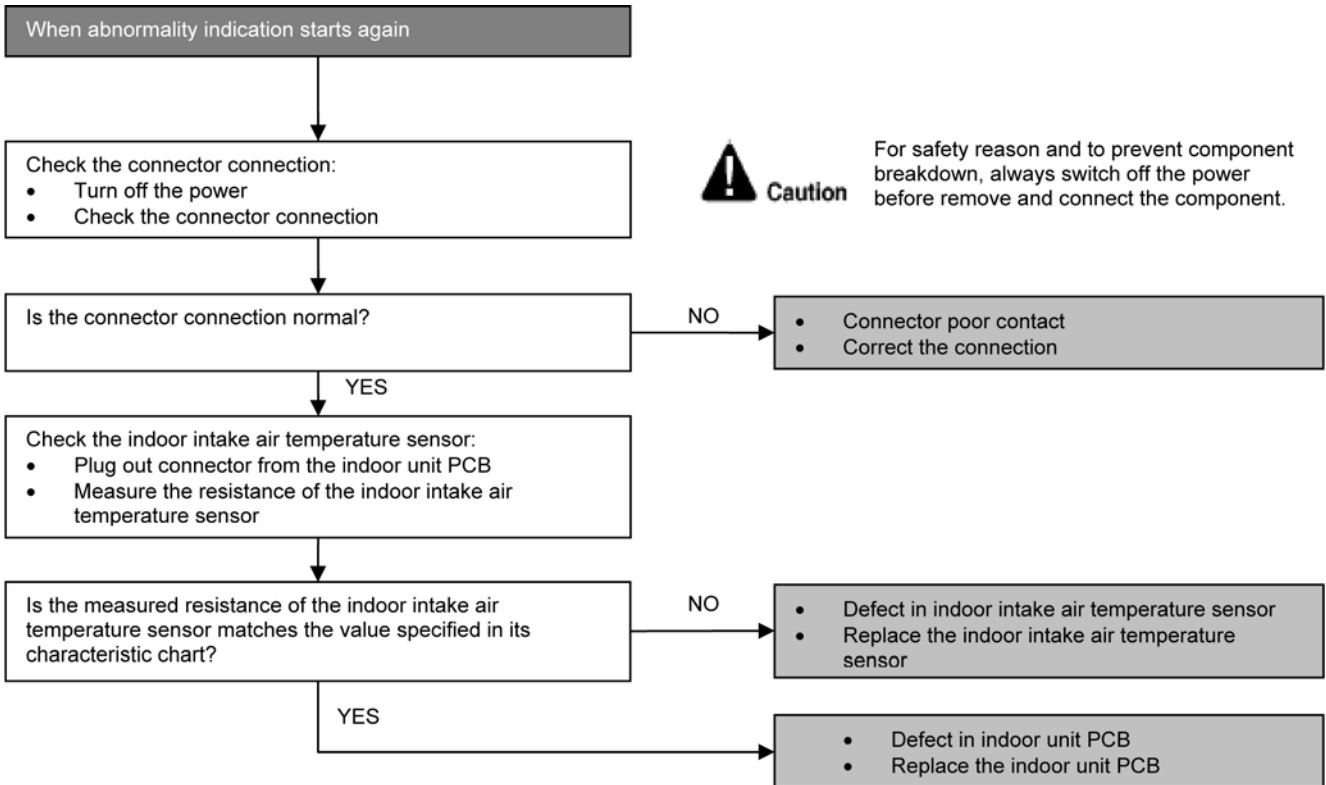 When abnormality indication starts again
Check the connector connection:
• Turn off the power
• Check the connector connection
Caution
For safety reason and to prevent component
breakdown, always switch off the power
before remove and connect the component.
Is the connector connection normal?
NO
• Connector poor contact
• Correct the connection
YES
Check the indoor intake air temperature sensor:
• Plug out connector from the indoor unit PCB
• Measure the resistance of the indoor intake air
temperature sensor
Is the measured resistance of the indoor intake air
temperature sensor matches the value specified in its
characteristic chart?
NO
• Defect in indoor intake air temperature sensor
• Replace the indoor intake air temperature
sensor
YES
• Defect in indoor unit PCB
• Replace the indoor unit PCB